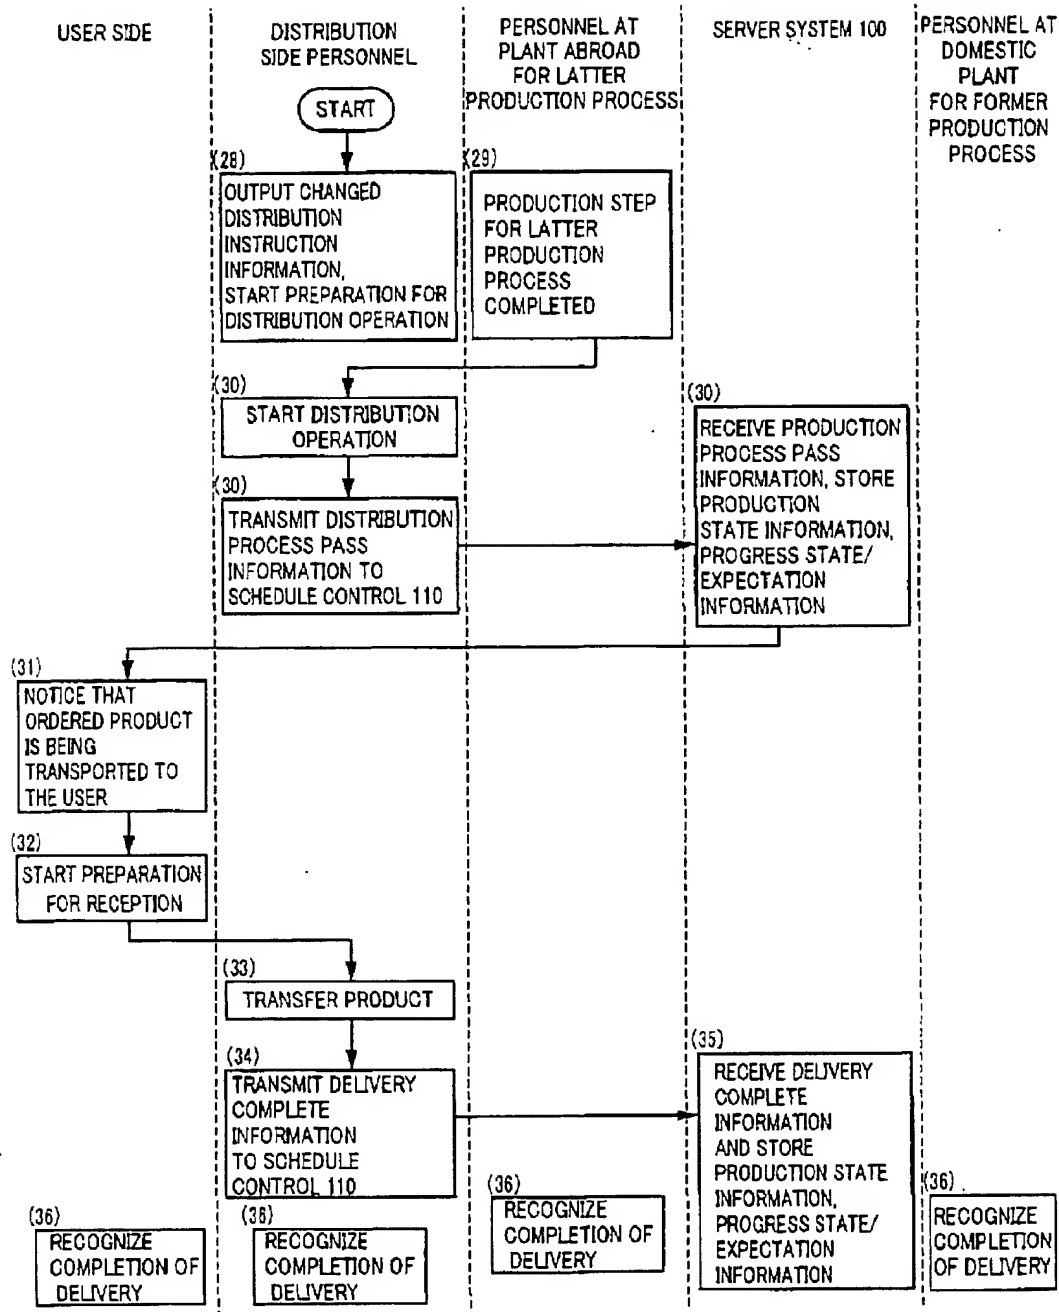 USER SIDE
DISTRIBUTION
SIDE PERSONNEL
PERSONNEL AT
PLANT ABROAD
FOR LATTER
PRODUCTION PROCESS
SERVER SYSTEM 100
PERSONNEL AT
DOMESTIC
PLANT
FOR FORMER
PRODUCTION
PROCESS
START
(28)
OUTPUT CHANGED
DISTRIBUTION
INSTRUCTION
INFORMATION,
START PREPARATION FOR
DISTRIBUTION OPERATION
(29)
PRODUCTION STEP
FOR LATTER
PRODUCTION
PROCESS
COMPLETED
(30)
START DISTRIBUTION
OPERATION
(30)
TRANSMIT DISTRIBUTION
PROCESS PASS
INFORMATION TO
SCHEDULE CONTROL 110
(30)
RECEIVE PRODUCTION
PROCESS PASS
INFORMATION, STORE
PRODUCTION
STATE INFORMATION,
PROGRESS STATE/
EXPECTATION
INFORMATION
(31)
NOTICE THAT
ORDERED PRODUCT
IS BEING
TRANSPORTED TO
THE USER
(32)
START PREPARATION
FOR RECEPTION
(33)
TRANSFER PRODUCT
(34)
TRANSMIT DELIVERY
COMPLETE
INFORMATION
TO SCHEDULE
CONTROL 110
(35)
RECEIVE DELIVERY
COMPLETE
INFORMATION
AND STORE
PRODUCTION STATE
INFORMATION,
PROGRESS STATE/
EXPECTATION
INFORMATION
(36)
RECOGNIZE
COMPLETION OF
DELIVERY
(36)
RECOGNIZE
COMPLETION OF
DELIVERY
(36)
RECOGNIZE
COMPLETION OF
DELIVERY
(36)
RECOGNIZE
COMPLETION
OF DELIVERY